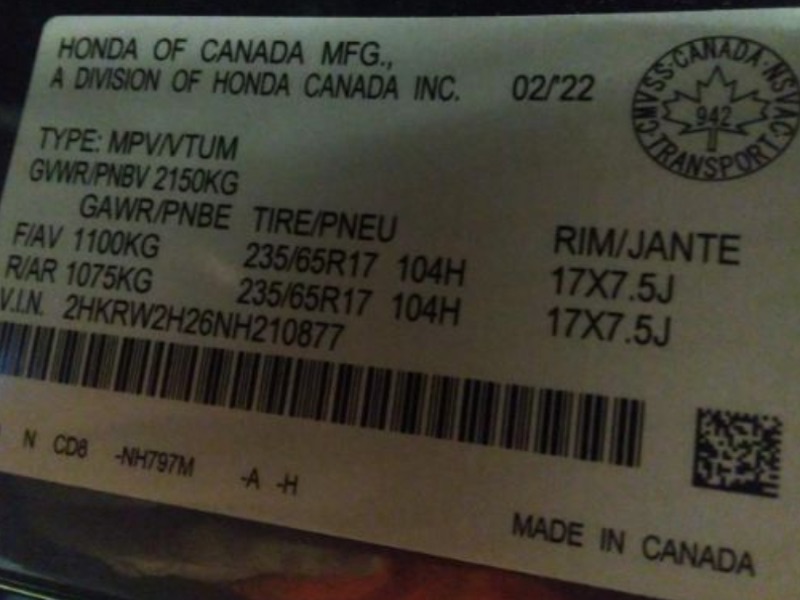 HONDA OF CANADA MFG.,
A DIVISION OF HONDA CANADA INC. 02/'22
CMVSS·CANADA·NSVAC
942
TRANSPORT
TYPE: MPV/VTUM
GVWR/PNBV 2150KG
GAWR/PNBE TIRE/PNEU RIM/JANTE
F/AV 1100KG 235/65R17 104H 17X7.5J
R/AR 1075KG 235/65R17 104H 17X7.5J
V.I.N. 2HKRW2H26NH210877
N CD8 -NH797M -A -H
MADE IN CANADA